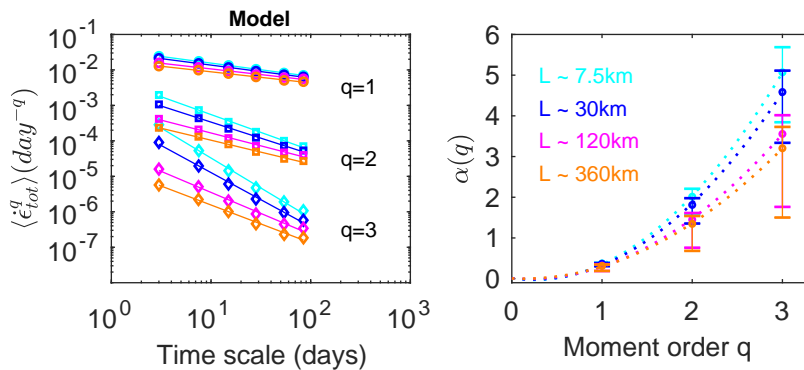 Model
10^-1
10^-2
10^-3
10^-4
10^-5
10^-6
10^-7
⟨ε̇^q_tot⟩(day^-q)
q=1
q=2
q=3
10^0
10^1
10^2
10^3
Time scale (days)
6
5
4
3
2
1
0
α(q)
L ~ 7.5km
L ~ 30km
L ~ 120km
L ~ 360km
0
1
2
3
Moment order q